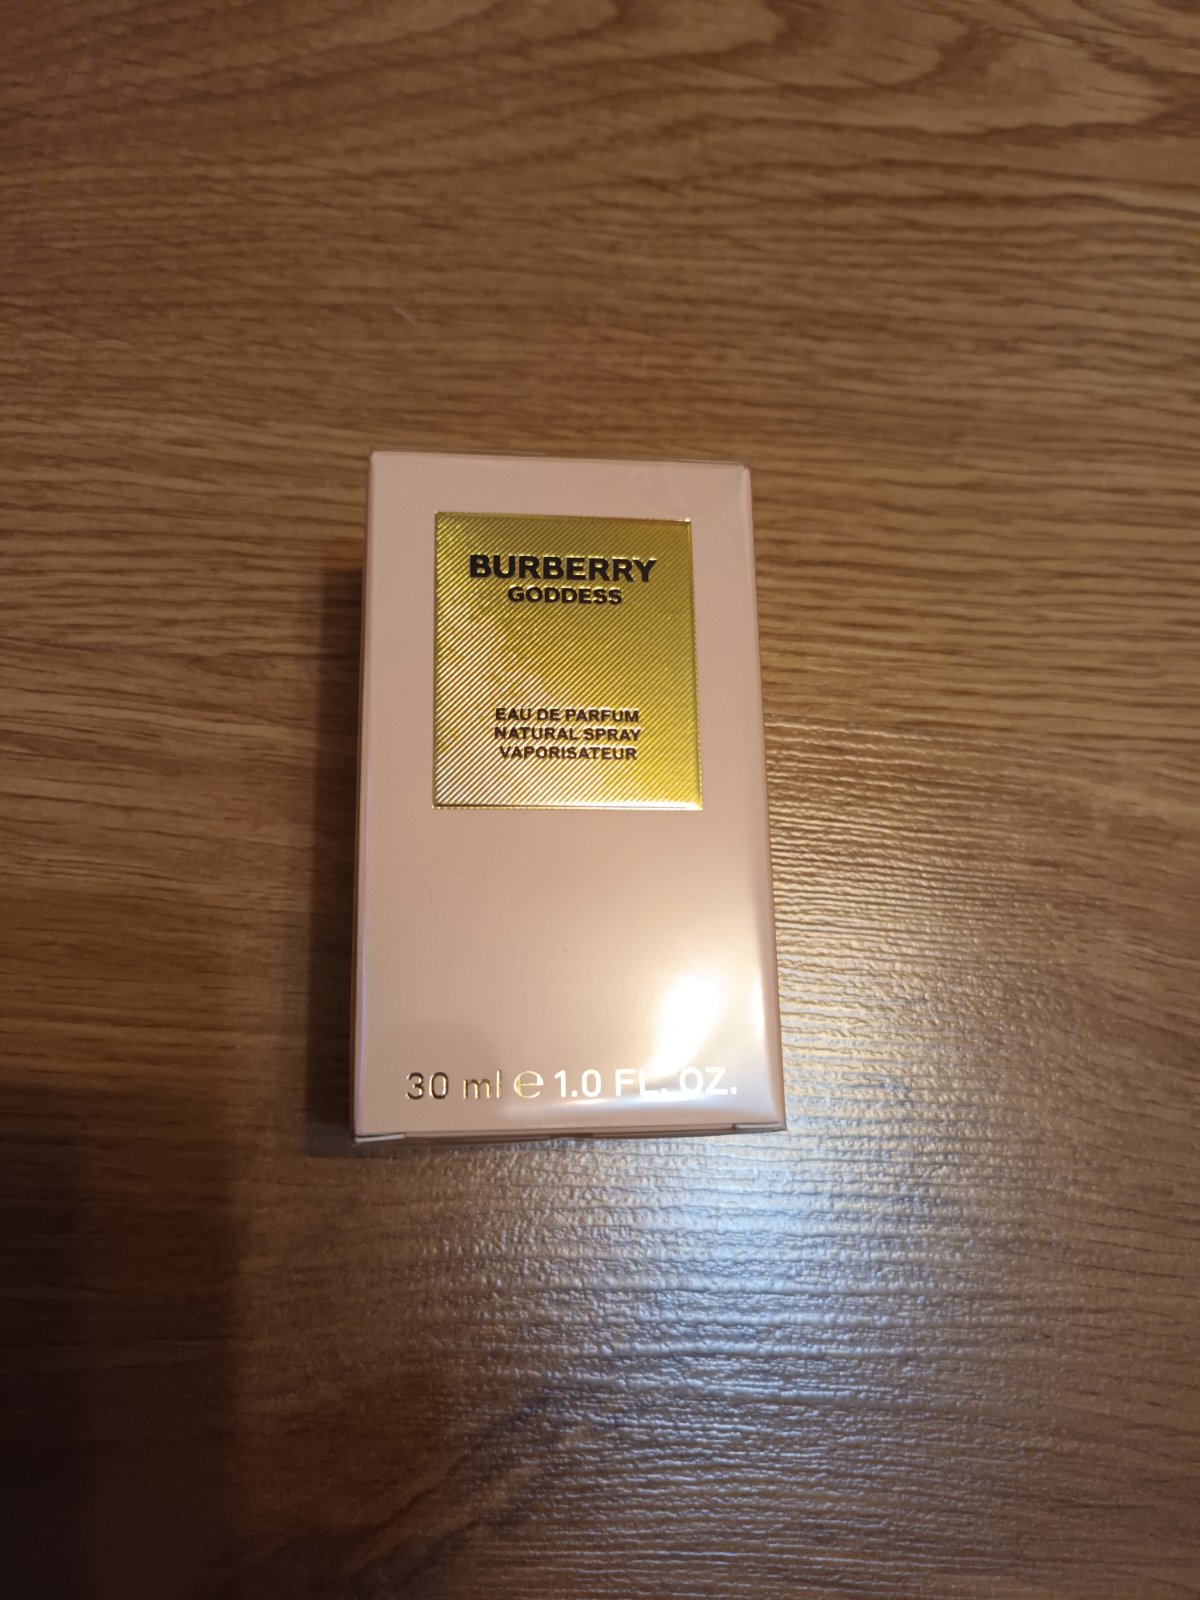 BURBERRY
GODDESS
EAU DE PARFUM
NATURAL SPRAY
VAPORISATEUR
30 ml ℮ 1.0 FL. OZ.